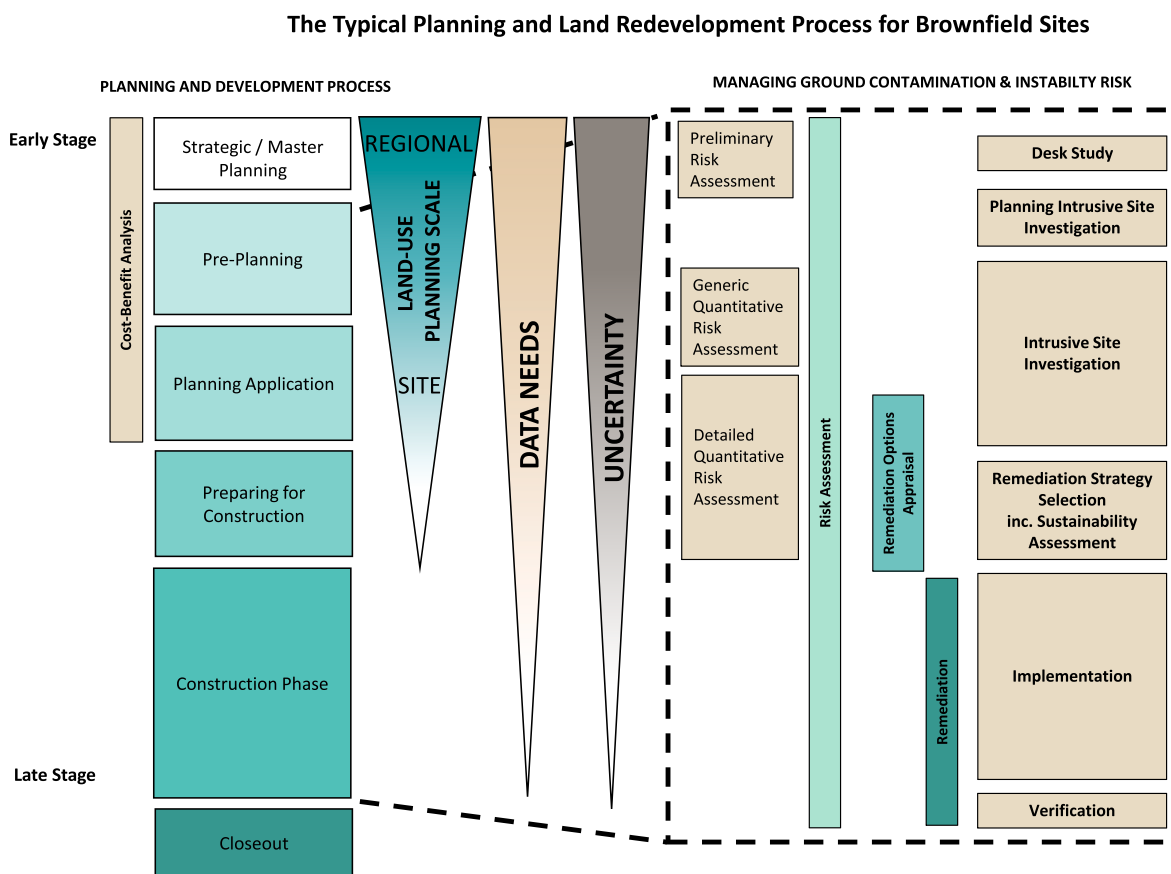 The Typical Planning and Land Redevelopment Process for Brownfield Sites
PLANNING AND DEVELOPMENT PROCESS
MANAGING GROUND CONTAMINATION & INSTABILTY RISK
Early Stage
Late Stage
Cost-Benefit Analysis
Strategic / Master
Planning
Pre-Planning
Planning Application
Preparing for
Construction
Construction Phase
Closeout
REGIONAL
LAND-USE
PLANNING SCALE
SITE
DATA NEEDS
UNCERTAINTY
Preliminary
Risk
Assessment
Generic
Quantitative
Risk
Assessment
Detailed
Quantitative
Risk
Assessment
Risk Assessment
Remediation Options
Appraisal
Remediation
Desk Study
Planning Intrusive Site
Investigation
Intrusive Site
Investigation
Remediation Strategy
Selection
inc. Sustainability
Assessment
Implementation
Verification